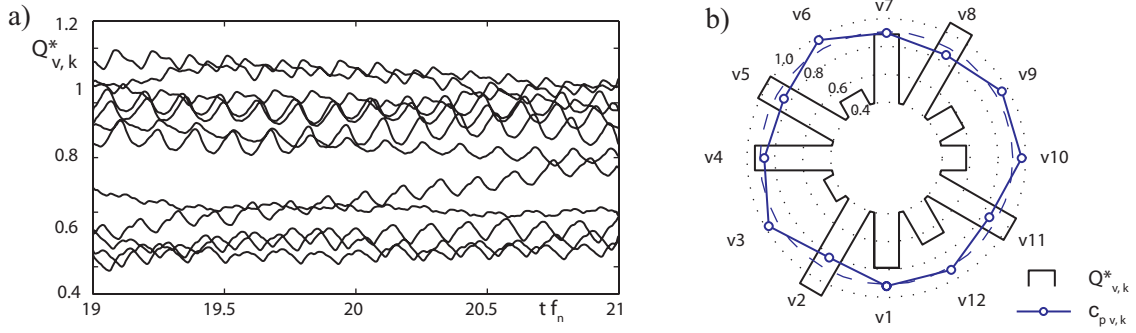 a)
Q*v, k
1.2
1
0.8
0.6
0.4
19
19.5
20
t fn
20.5
21
b)
v7
v6
v8
v5
1,0
0.8
0.6
0.4
v9
v4
v10
v3
v11
v2
v12
v1
Q*v, k
cp v, k